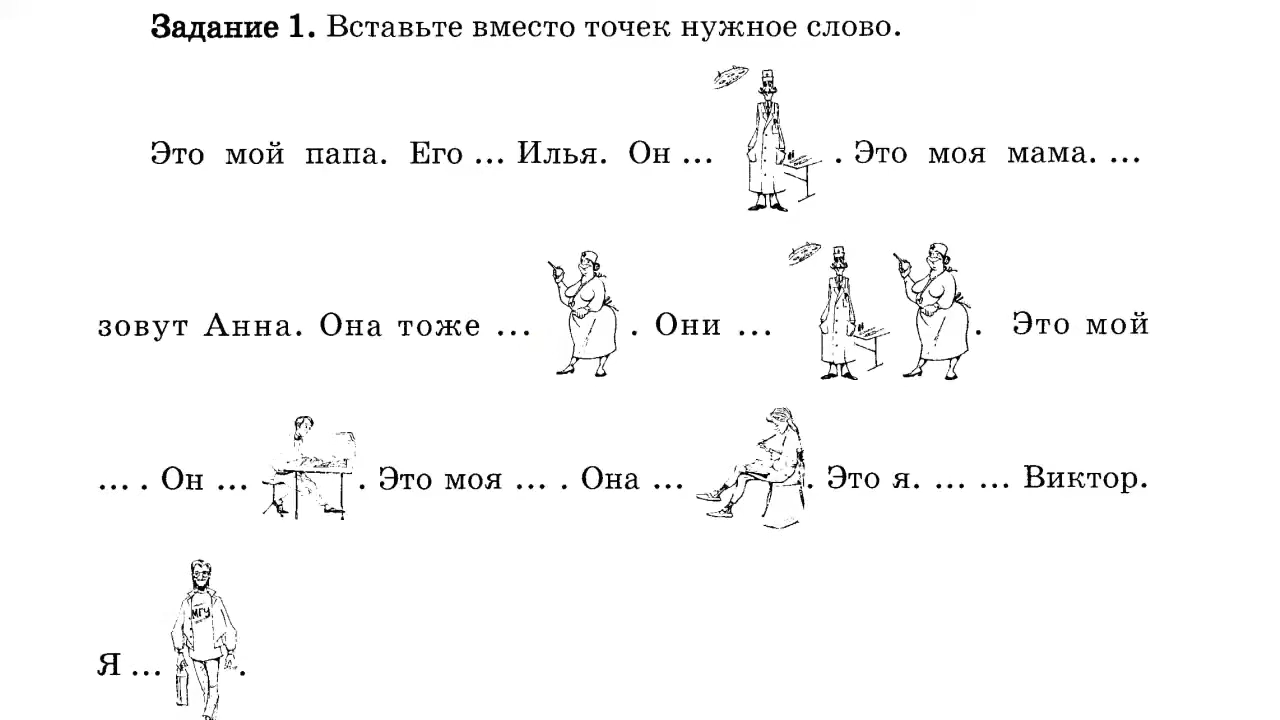 Задание 1. Вставьте вместо точек нужное слово.
Это мой папа. Его ... Илья. Он ... . Это моя мама. ...
зовут Анна. Она тоже ... . Они ... . Это мой
... . Он ... . Это моя ... . Она ... . Это я. ... ... Виктор.
МГУ
Я ... .